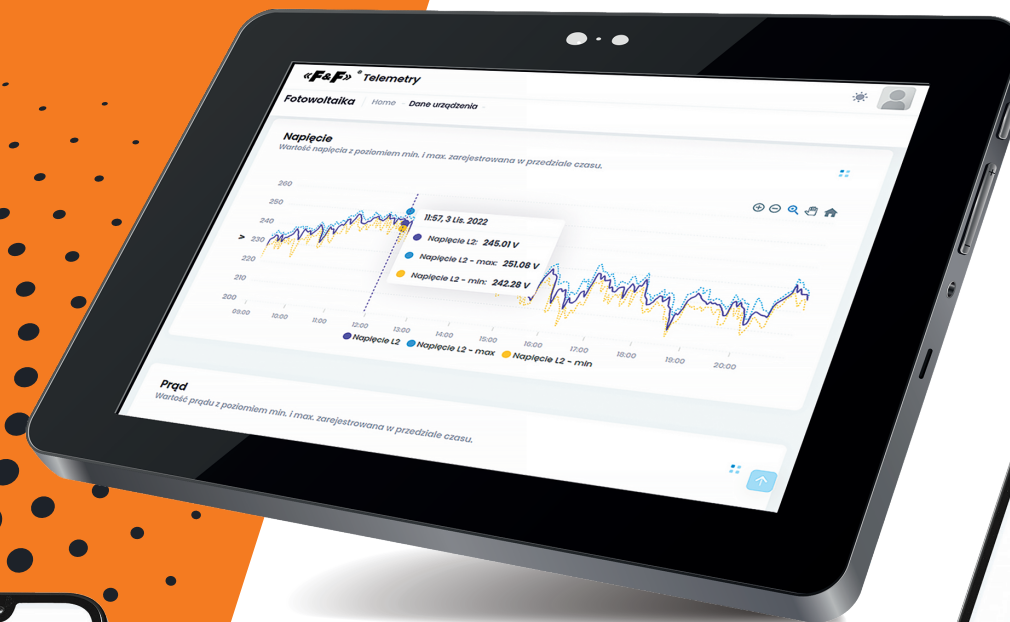 «F&F»® Telemetry
Fotowoltaika Home Dane urządzenia
Napięcie
Wartość napięcia z poziomiem min. i max. zarejestrowana w przedziale czasu.
260
250
240
V 230
220
210
200
09:00 10:00 11:00 12:00 13:00 14:00 15:00 16:00 17:00 18:00 19:00 20:00
11:57, 3 Lis. 2022
Napięcie L2: 245.01 V
Napięcie L2 - max: 251.08 V
Napięcie L2 - min: 242.28 V
Napięcie L2 Napięcie L2 - max Napięcie L2 - min
Prąd
Wartość prądu z poziomiem min. i max. zarejestrowana w przedziale czasu.